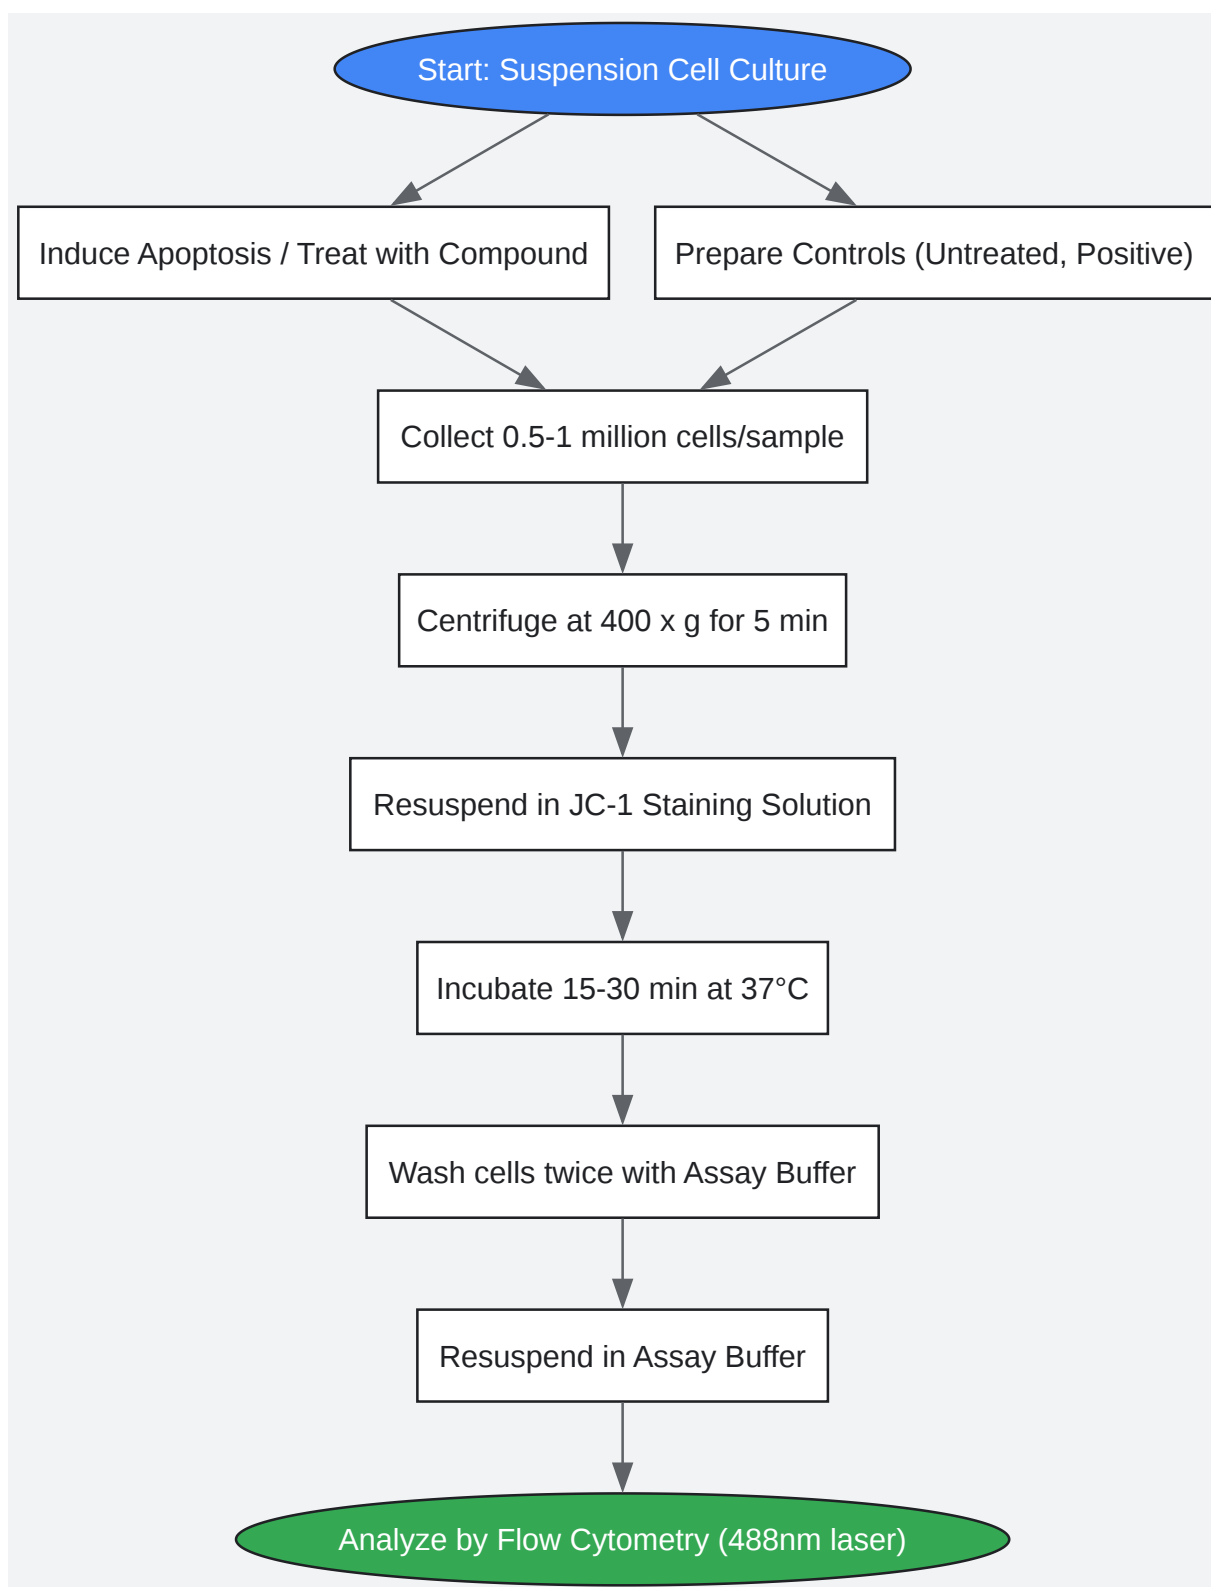 Start: Suspension Cell Culture
Induce Apoptosis / Treat with Compound
Prepare Controls (Untreated, Positive)
Collect 0.5-1 million cells/sample
Centrifuge at 400 x g for 5 min
Resuspend in JC-1 Staining Solution
Incubate 15-30 min at 37°C
Wash cells twice with Assay Buffer
Resuspend in Assay Buffer
Analyze by Flow Cytometry (488nm laser)